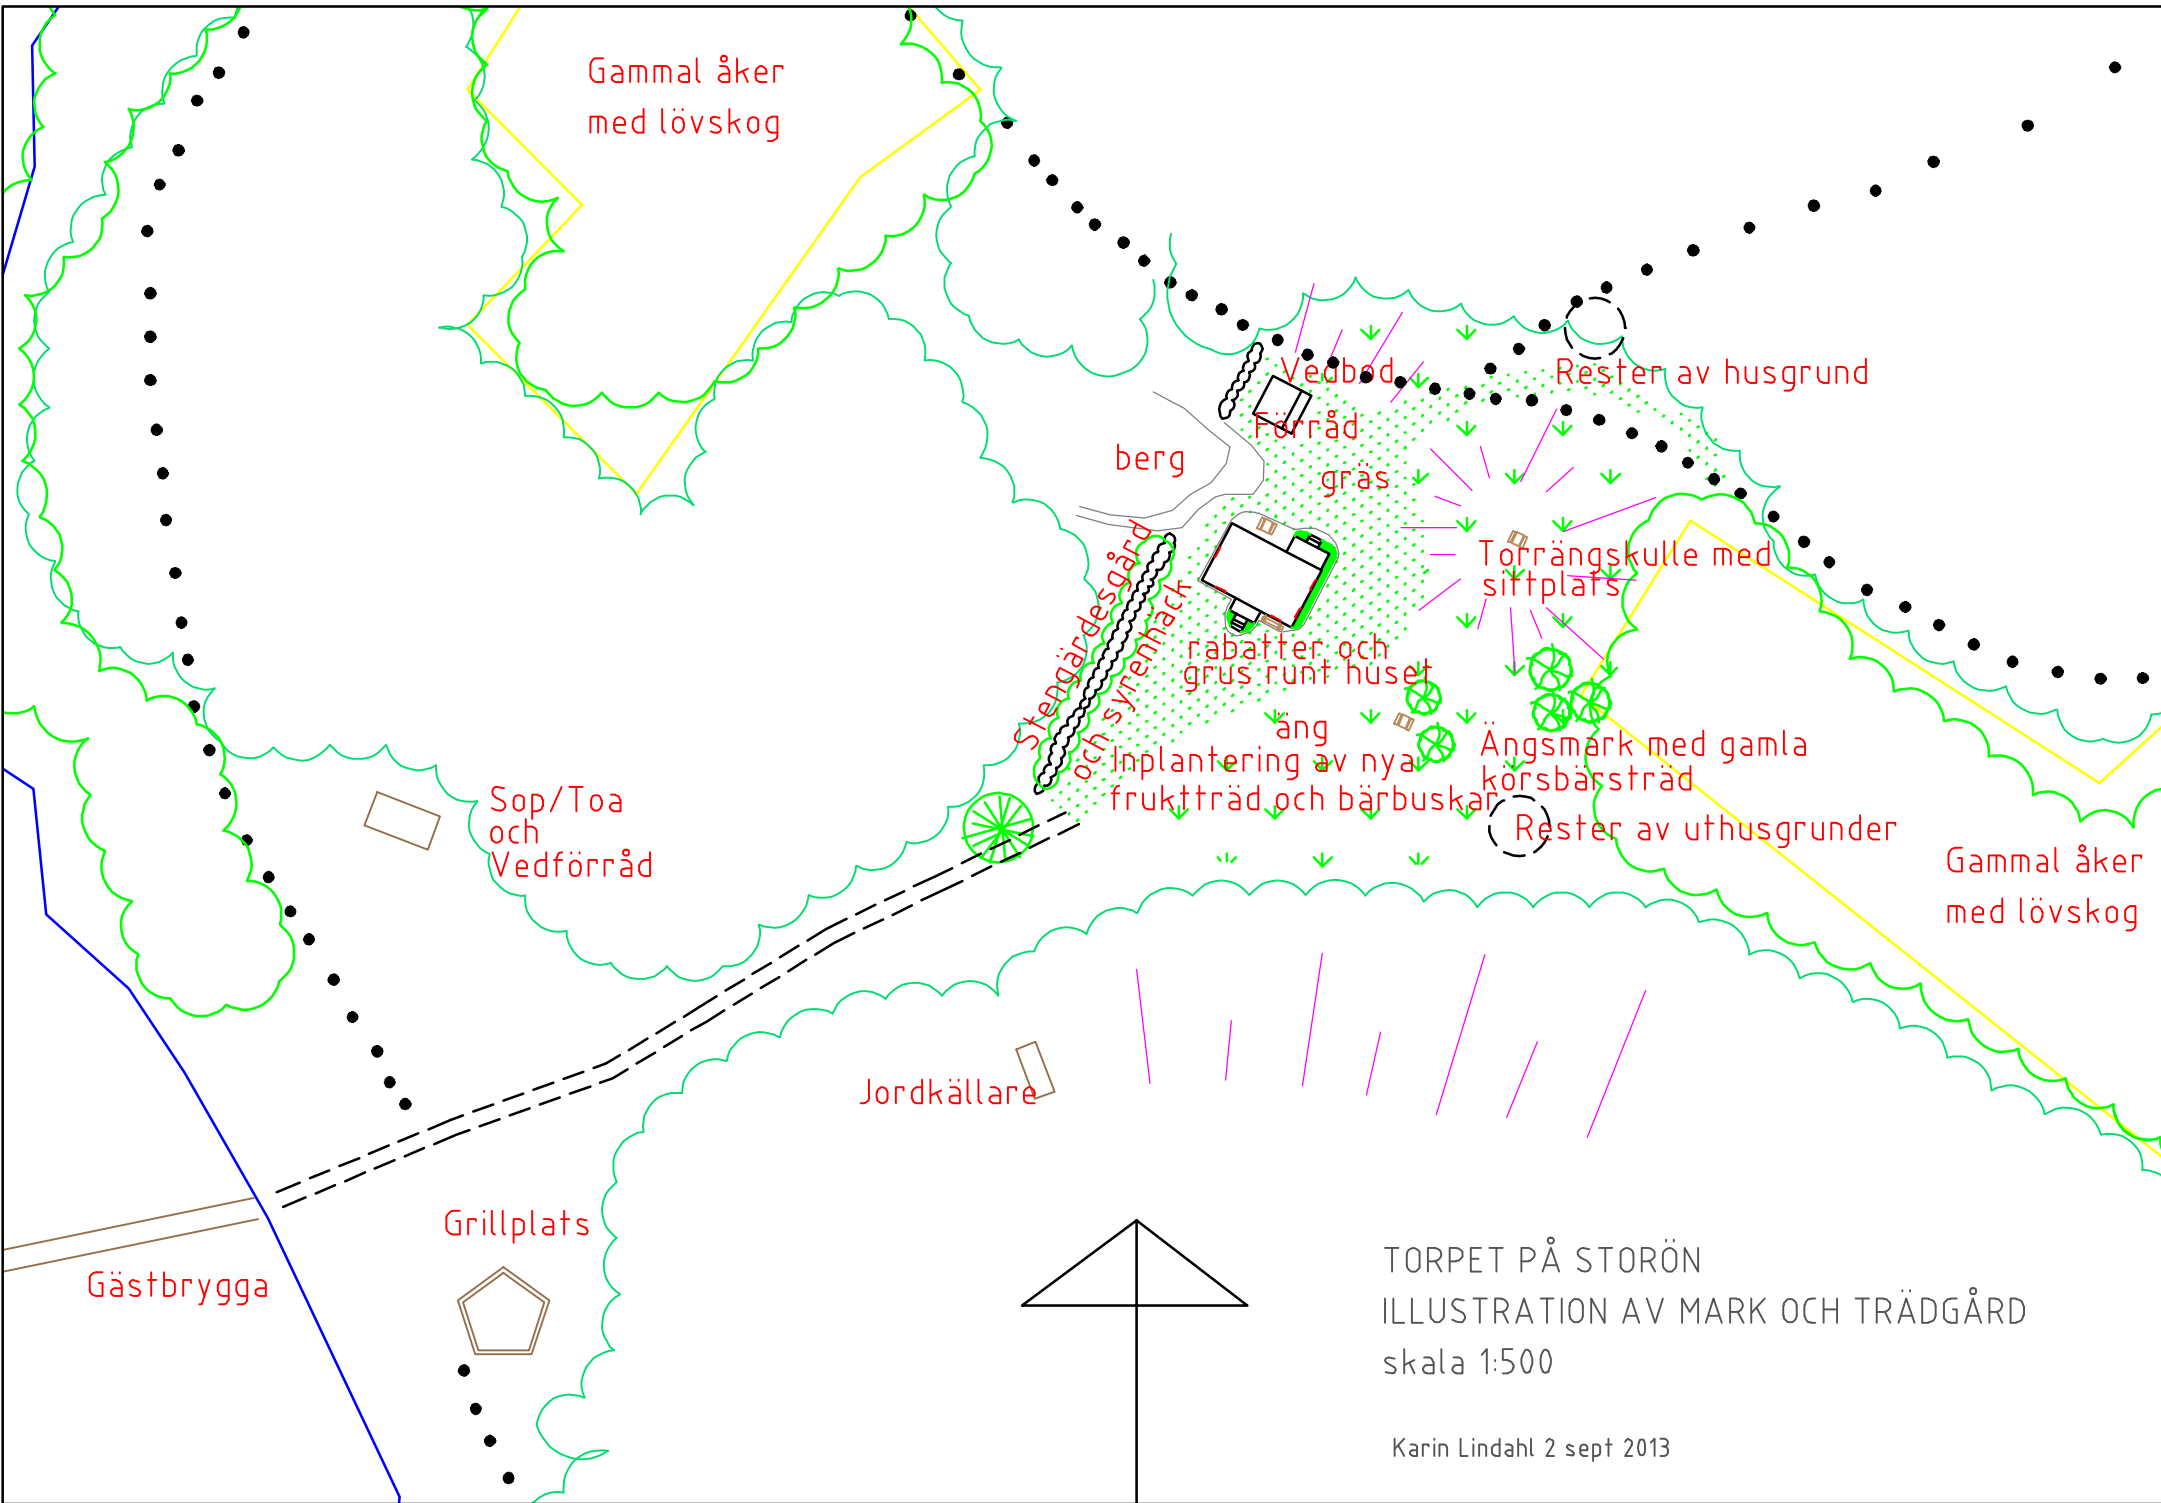 Gammal åker
med lövskog
Vedbod
Rester av husgrund
Förråd
berg
gräs
Torrängskulle med
sittplats
Stengärdesgård
och syrenhäck
rabatter och
grus runt huset
äng
Inplantering av nya
fruktträd och bärbuskar
Ängsmark med gamla
körsbärsträd
Rester av uthusgrunder
Sop/Toa
och
Vedförråd
Gammal åker
med lövskog
Jordkällare
Grillplats
Gästbrygga
TORPET PÅ STORÖN
ILLUSTRATION AV MARK OCH TRÄDGÅRD
skala 1:500
Karin Lindahl 2 sept 2013